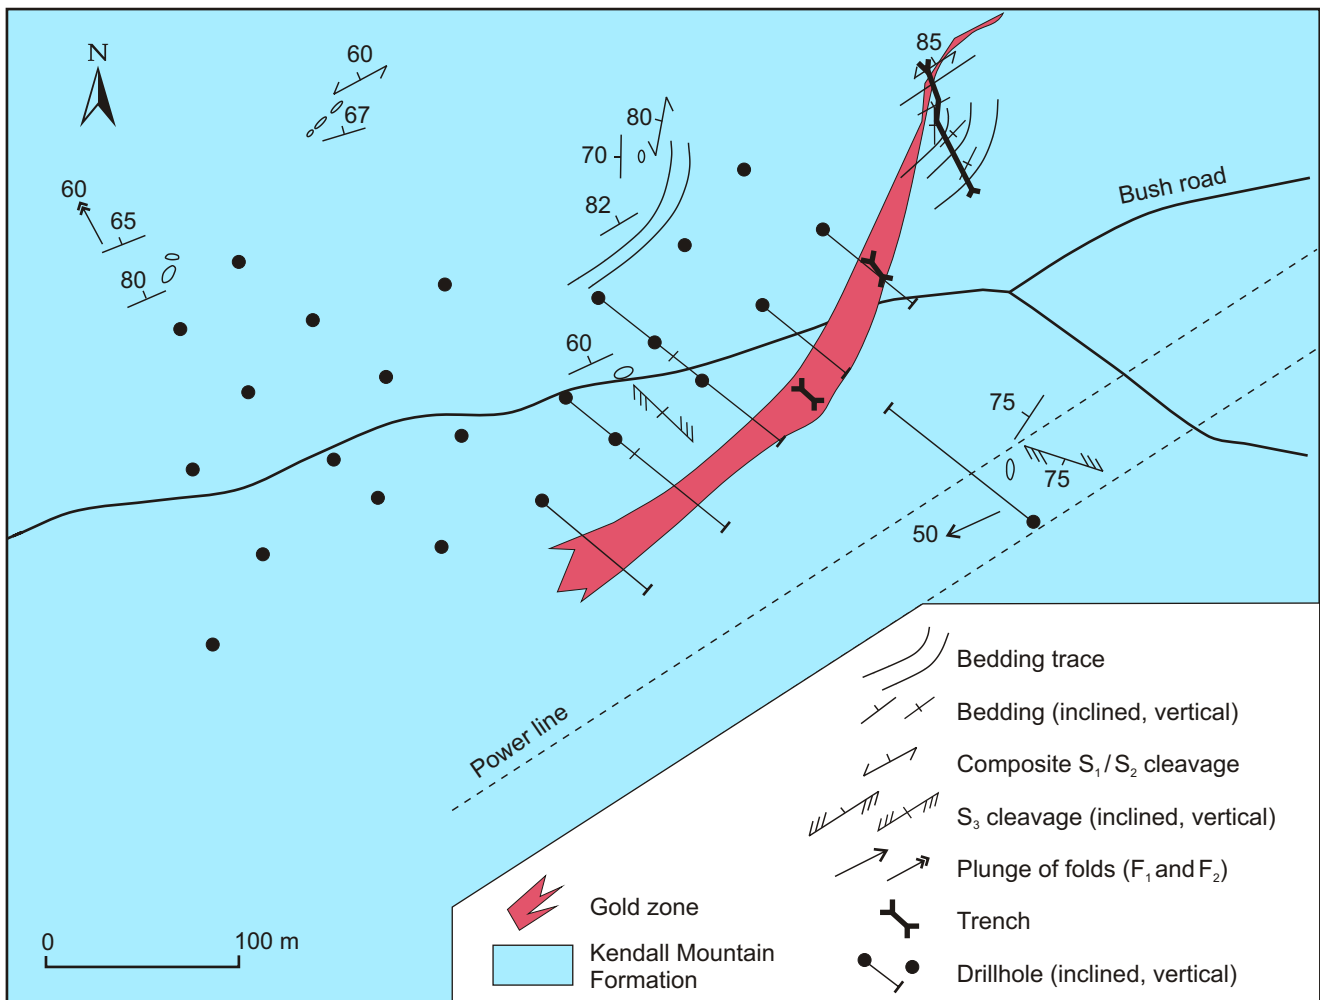 N
60
67
60
65
80
80
70
82
60
85
Bush road
75
75
50
Power line
Bedding trace
Bedding (inclined, vertical)
Composite S₁/S₂ cleavage
S₃ cleavage (inclined, vertical)
Plunge of folds (F₁ and F₂)
Trench
Drillhole (inclined, vertical)
Gold zone
Kendall Mountain
Formation
0 100 m